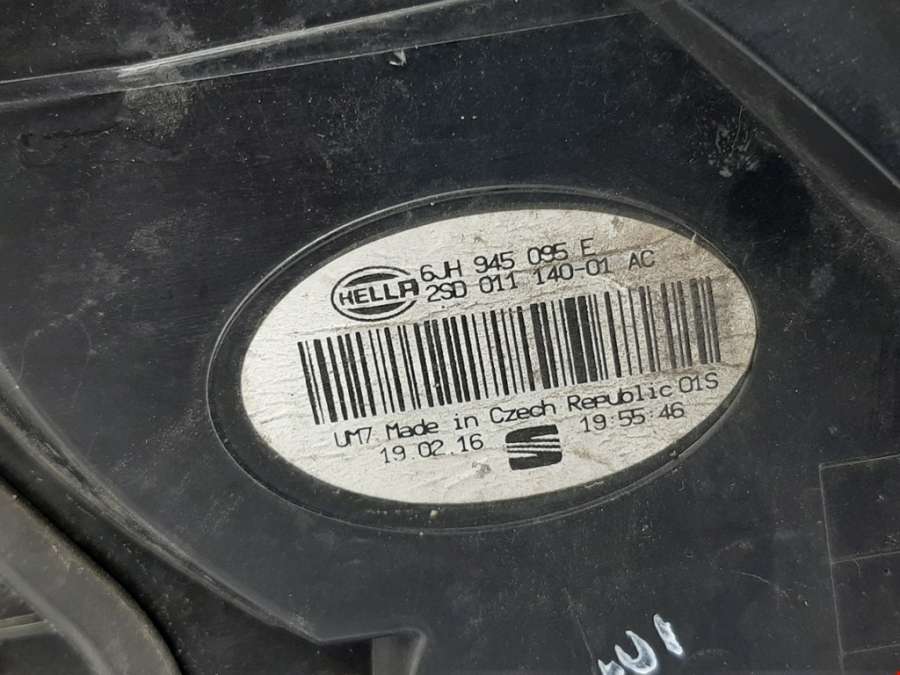 HELLA
6JH 945 095 E
2SD 011 140-01 AC
UM7 Made in Czech Republic 01S
19 02.16
19:55:46